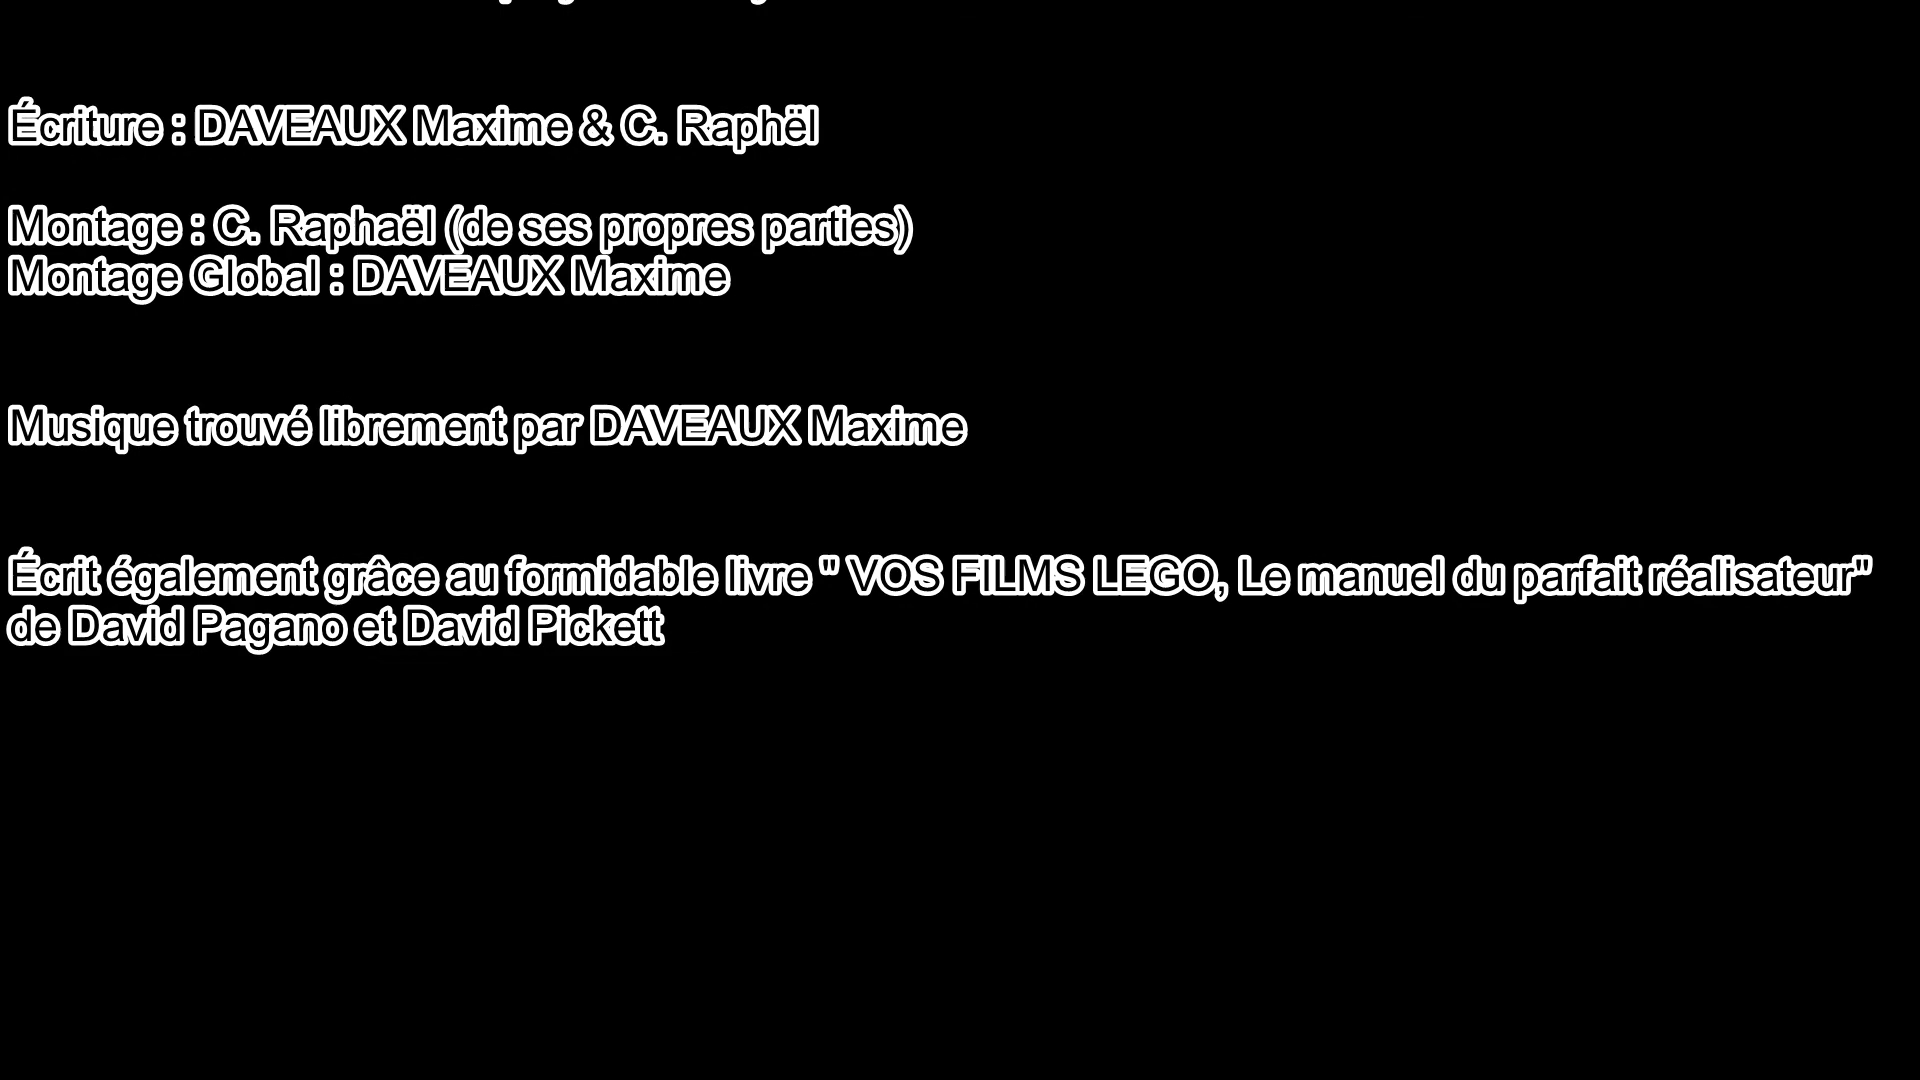 Écriture : DAVEAUX Maxime & C. Raphël
Montage : C. Raphaël (de ses propres parties)
Montage Global : DAVEAUX Maxime
Musique trouvé librement par DAVEAUX Maxime
Écrit également grâce au formidable livre " VOS FILMS LEGO, Le manuel du parfait réalisateur"
de David Pagano et David Pickett